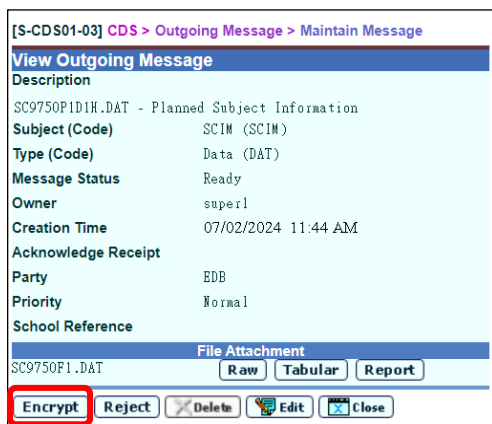 [S-CDS01-03] CDS > Outgoing Message > Maintain Message
View Outgoing Message
Description
SC9750P1D1H.DAT - Planned Subject Information
Subject (Code) SCIM (SCIM)
Type (Code) Data (DAT)
Message Status Ready
Owner super1
Creation Time 07/02/2024 11:44 AM
Acknowledge Receipt
Party EDB
Priority Normal
School Reference
File Attachment
SC9750F1.DAT Raw Tabular Report
Encrypt Reject Delete Edit Close